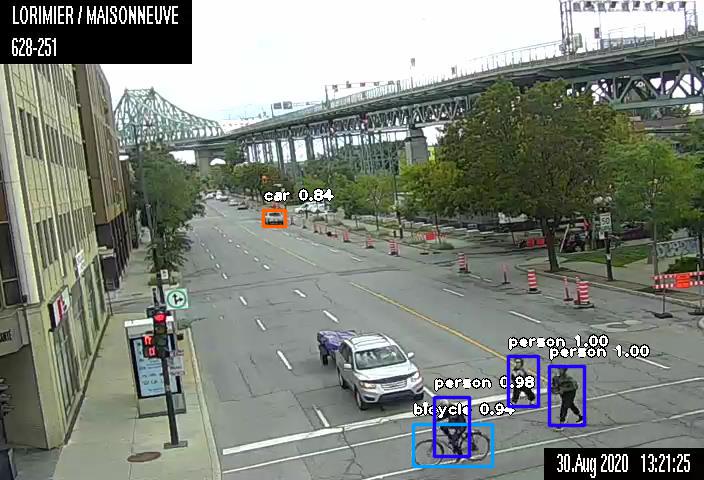 LORIMIER / MAISONNEUVE
628-251
car 0.84
person 1.00
person 1.00
person 0.98
bicycle 0.94
50
30.Aug 2020 13:21:25